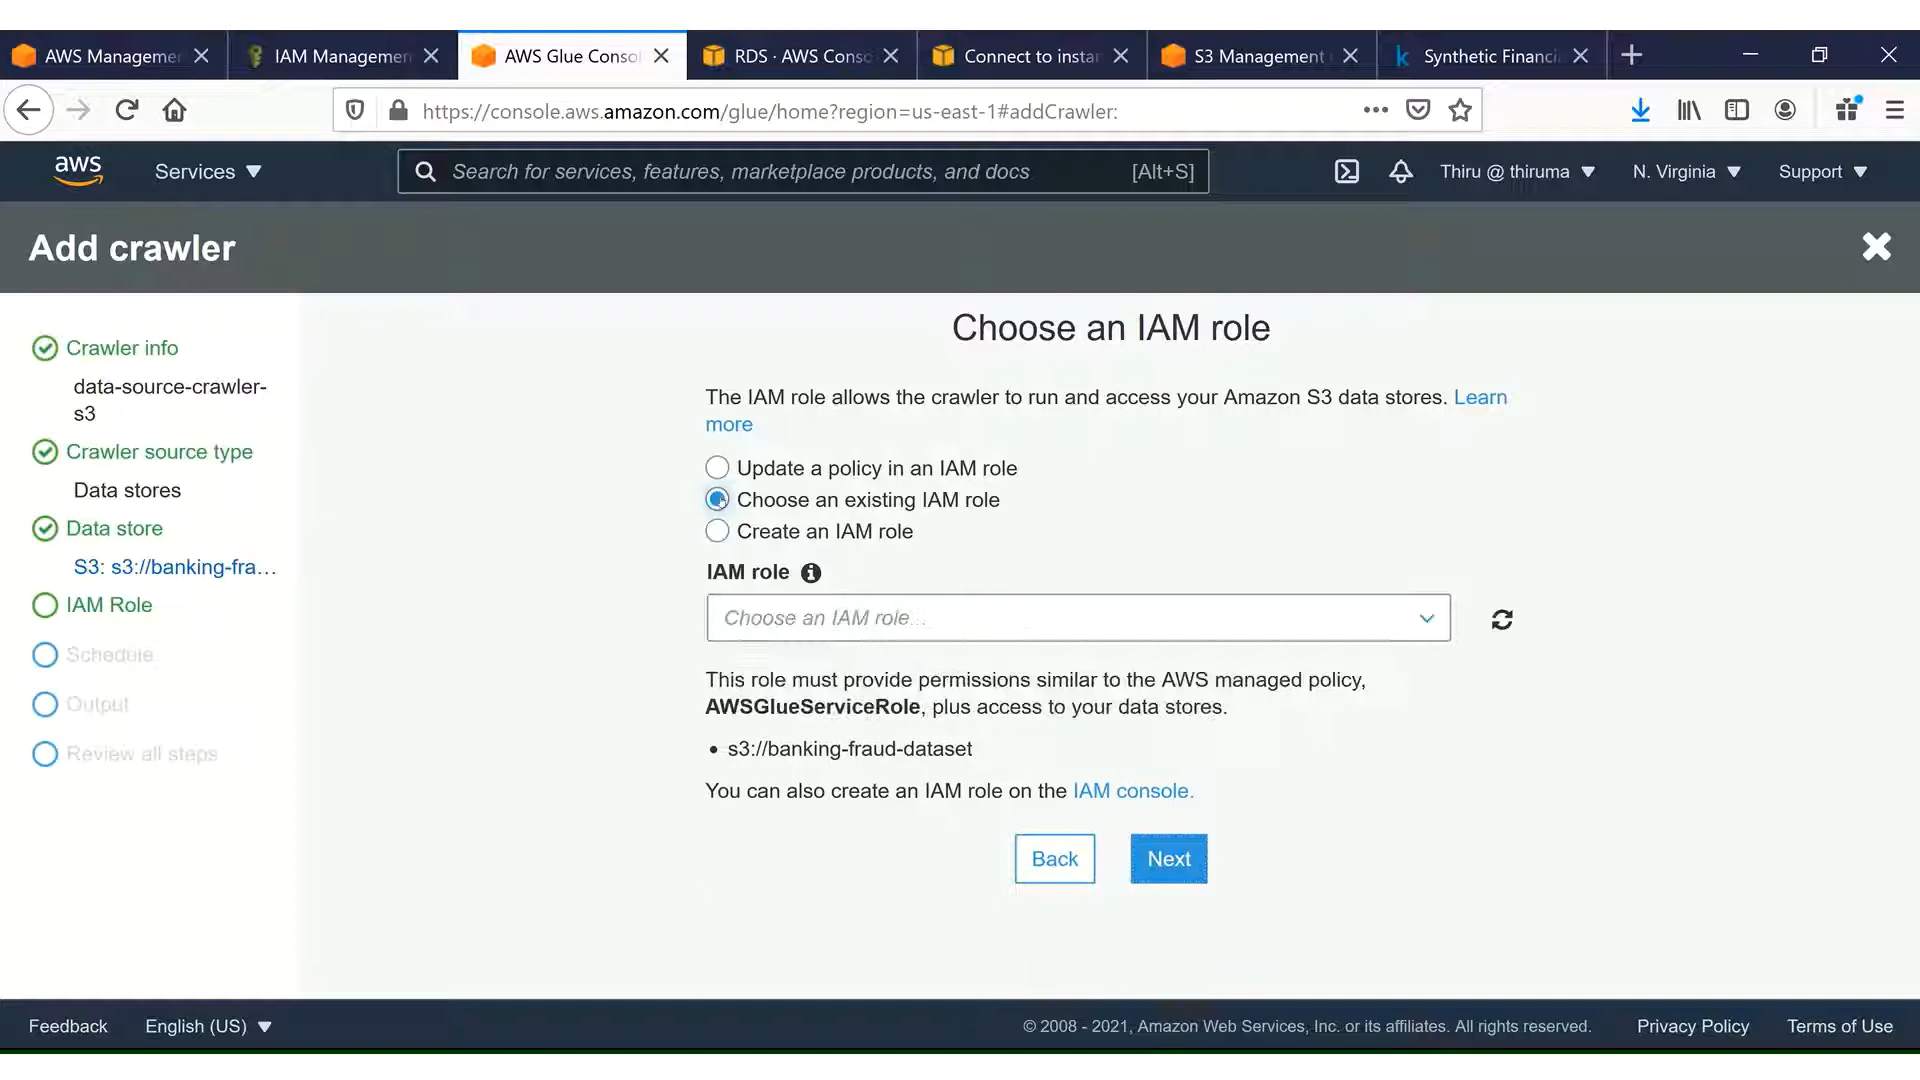 AWS Managemer
IAM Managemen
AWS Glue Conso
RDS · AWS Conso
Connect to instar
S3 Management
Synthetic Financi
https://console.aws.amazon.com/glue/home?region=us-east-1#addCrawler:
aws
Services
Search for services, features, marketplace products, and docs
[Alt+S]
Thiru @ thiruma
N. Virginia
Support
Add crawler
Crawler info
data-source-crawler-
s3
Crawler source type
Data stores
Data store
S3: s3://banking-fra…
IAM Role
Schedule
Output
Review all steps
Choose an IAM role
The IAM role allows the crawler to run and access your Amazon S3 data stores. Learn
more
Update a policy in an IAM role
Choose an existing IAM role
Create an IAM role
IAM role
Choose an IAM role...
This role must provide permissions similar to the AWS managed policy,
AWSGlueServiceRole, plus access to your data stores.
• s3://banking-fraud-dataset
You can also create an IAM role on the IAM console.
Back
Next
Feedback
English (US)
© 2008 - 2021, Amazon Web Services, Inc. or its affiliates. All rights reserved.
Privacy Policy
Terms of Use